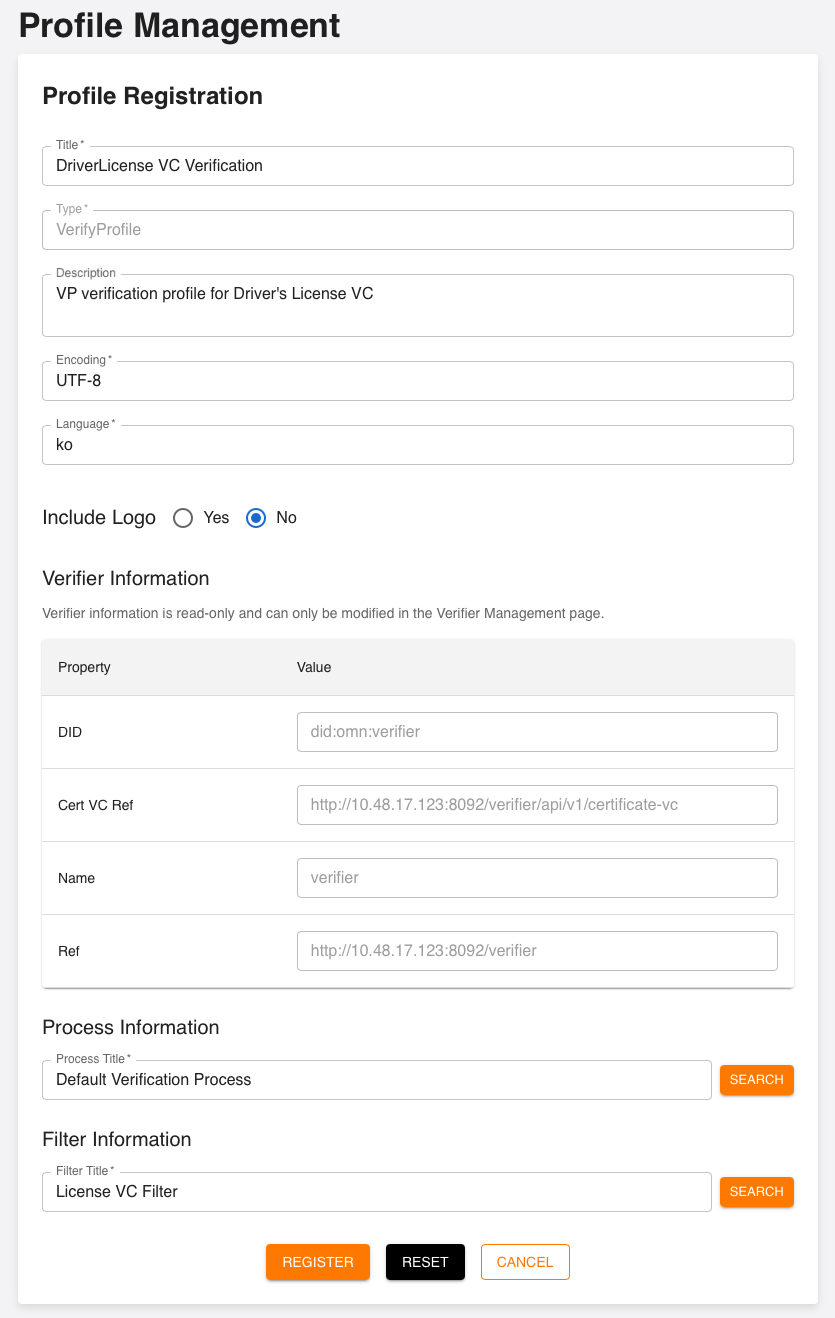 Profile Management
Profile Registration
Title *
DriverLicense VC Verification
Type *
VerifyProfile
Description
VP verification profile for Driver's License VC
Encoding *
UTF-8
Language *
ko
Include Logo Yes No
Verifier Information
Verifier information is read-only and can only be modified in the Verifier Management page.
Property Value
DID did:omn:verifier
Cert VC Ref http://10.48.17.123:8092/verifier/api/v1/certificate-vc
Name verifier
Ref http://10.48.17.123:8092/verifier
Process Information
Process Title *
Default Verification Process SEARCH
Filter Information
Filter Title *
License VC Filter SEARCH
REGISTER RESET CANCEL